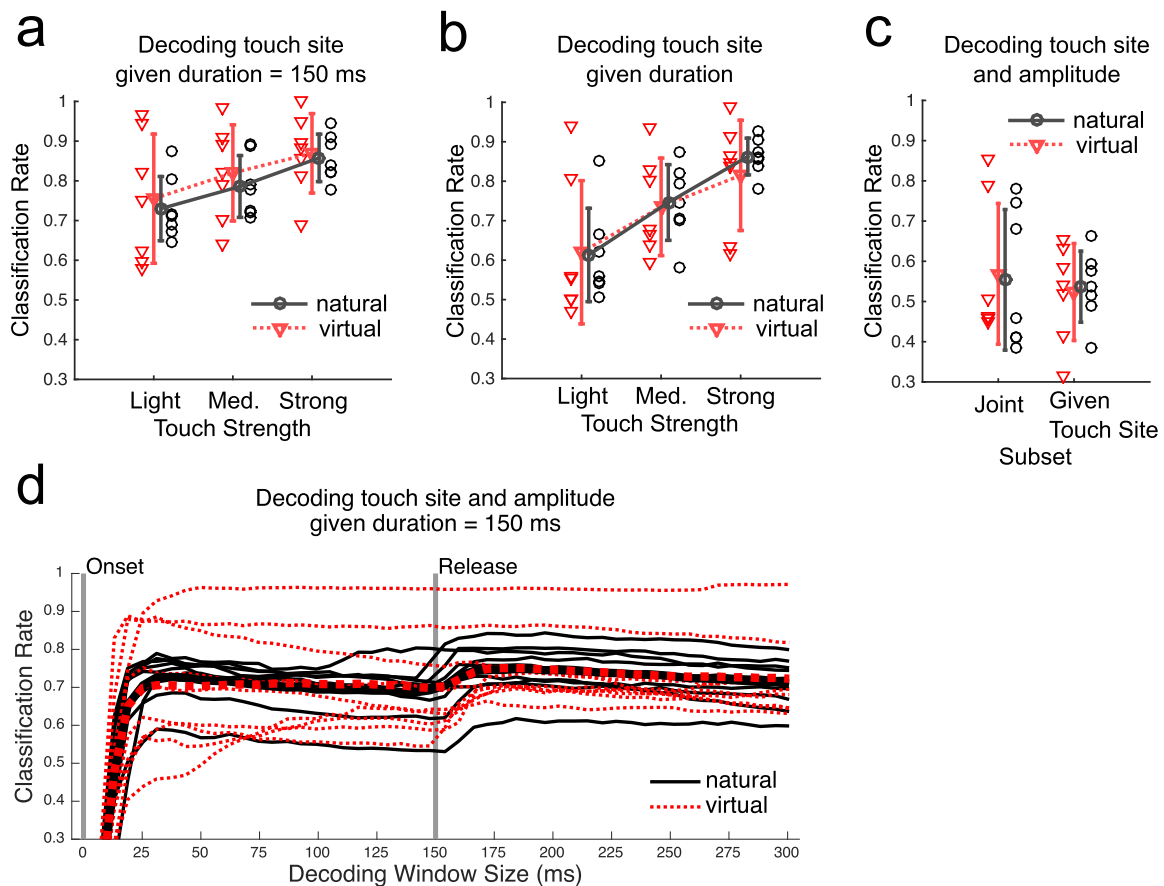 a
Decoding touch site
given duration = 150 ms
Classification Rate
1
0.9
0.8
0.7
0.6
0.5
0.4
0.3
natural
virtual
Light Med. Strong
Touch Strength
b
Decoding touch site
given duration
Classification Rate
1
0.9
0.8
0.7
0.6
0.5
0.4
0.3
natural
virtual
Light Med. Strong
Touch Strength
c
Decoding touch site
and amplitude
Classification Rate
1
0.9
0.8
0.7
0.6
0.5
0.4
0.3
natural
virtual
Joint Given
Touch Site
Subset
d
Decoding touch site and amplitude
given duration = 150 ms
Onset Release
Classification Rate
1
0.9
0.8
0.7
0.6
0.5
0.4
0.3
natural
virtual
0 25 50 75 100 125 150 175 200 225 250 275 300
Decoding Window Size (ms)